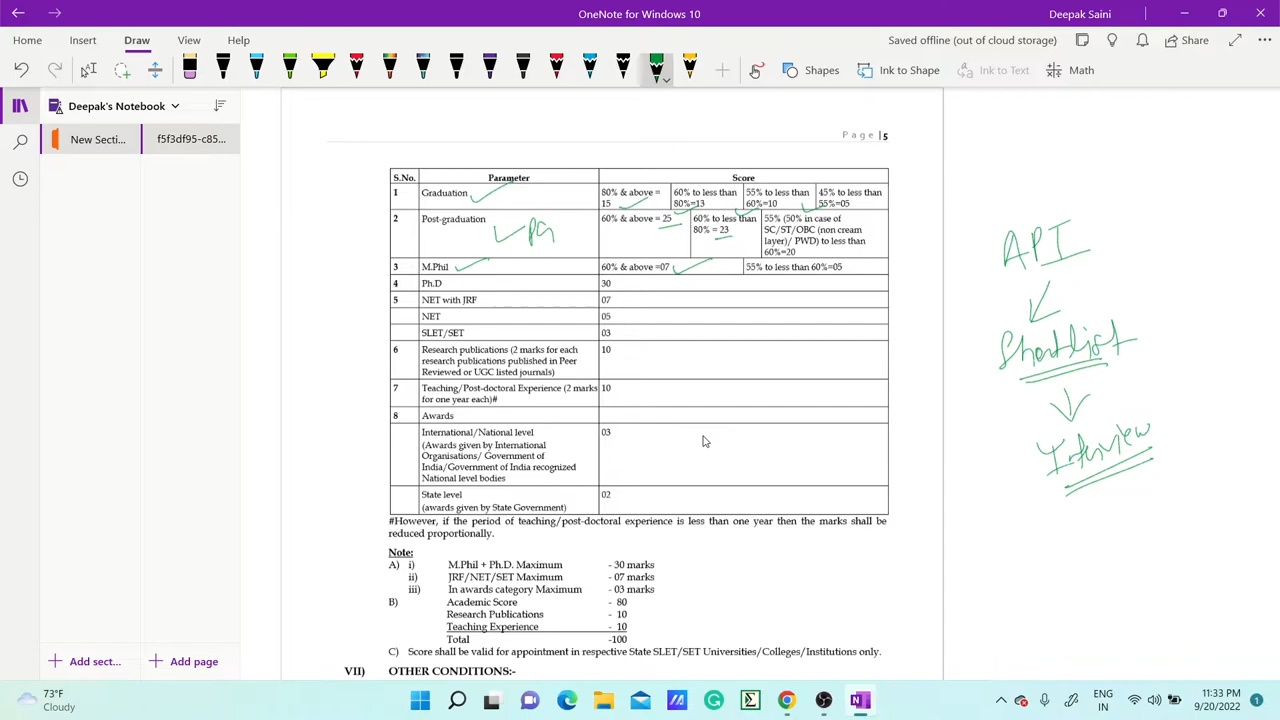 OneNote for Windows 10
Deepak Saini
Home Insert Draw View Help
Saved offline (out of cloud storage)
Share
Shapes
Ink to Shape
Ink to Text
Math
Deepak's Notebook
New Secti...
f5f3df95-c85...
Page |5
S.No. Parameter Score
1 Graduation 80% & above = 15 60% to less than 80%=13 55% to less than 60%=10 45% to less than 55%=05
2 Post-graduation 60% & above = 25 60% to less than 80% = 23 55% (50% in case of SC/ST/OBC (non cream layer)/ PWD) to less than 60%=20
PG
3 M.Phil 60% & above =07 55% to less than 60%=05
4 Ph.D 30
5 NET with JRF 07
NET 05
SLET/SET 03
6 Research publications (2 marks for each 10
research publications published in Peer
Reviewed or UGC listed journals)
7 Teaching/Post-doctoral Experience (2 marks 10
for one year each)#
8 Awards
International/National level 03
(Awards given by International
Organisations/ Government of
India/Government of India recognized
National level bodies
State level 02
(awards given by State Government)
#However, if the period of teaching/post-doctoral experience is less than one year then the marks shall be
reduced proportionally.
Note:
A) i) M.Phil + Ph.D. Maximum - 30 marks
ii) JRF/NET/SET Maximum - 07 marks
iii) In awards category Maximum - 03 marks
B) Academic Score - 80
Research Publications - 10
Teaching Experience - 10
Total -100
C) Score shall be valid for appointment in respective State SLET/SET Universities/Colleges/Institutions only.
VII) OTHER CONDITIONS:-
API
Shortlist
Interview
Add sect...
Add page
73°F
Cloudy
ENG
IN
11:33 PM
9/20/2022
1